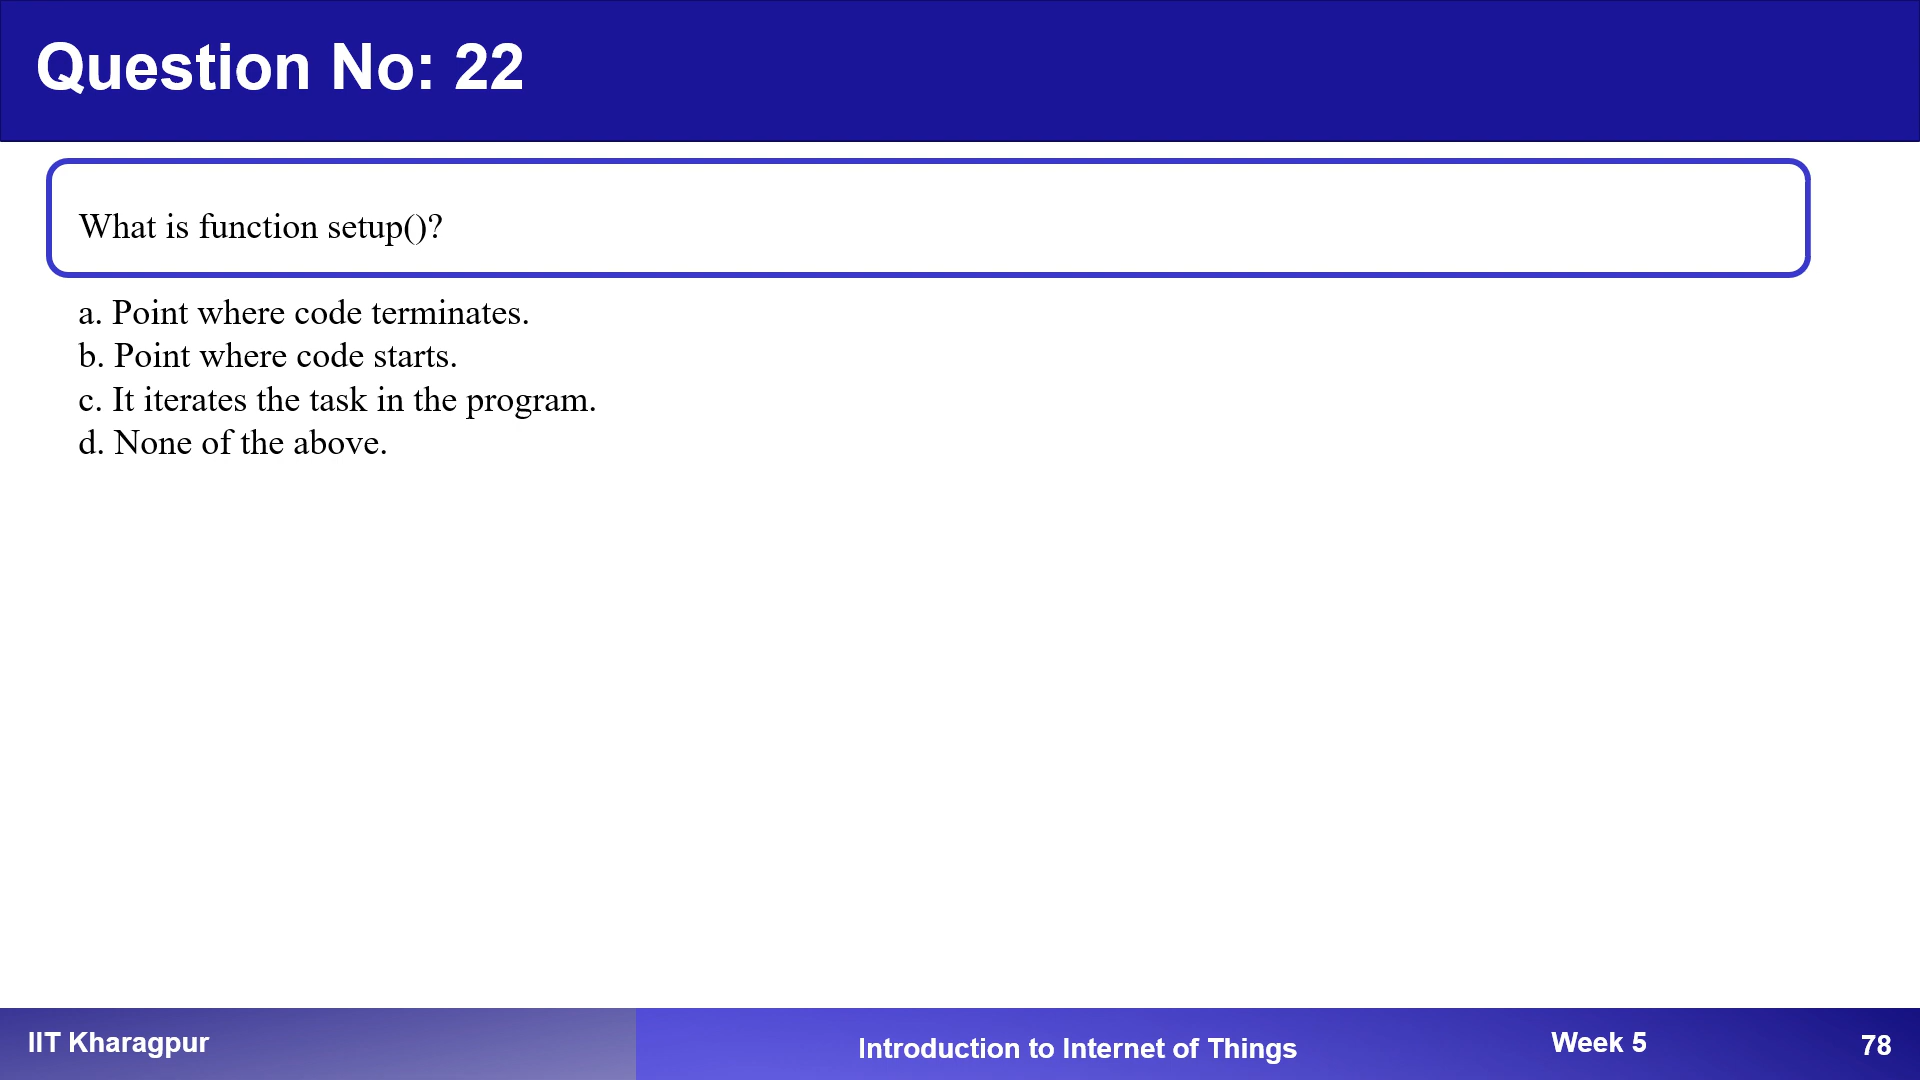 Question No: 22
What is function setup()?
a. Point where code terminates.
b. Point where code starts.
c. It iterates the task in the program.
d. None of the above.
IIT Kharagpur
Introduction to Internet of Things
Week 5
78